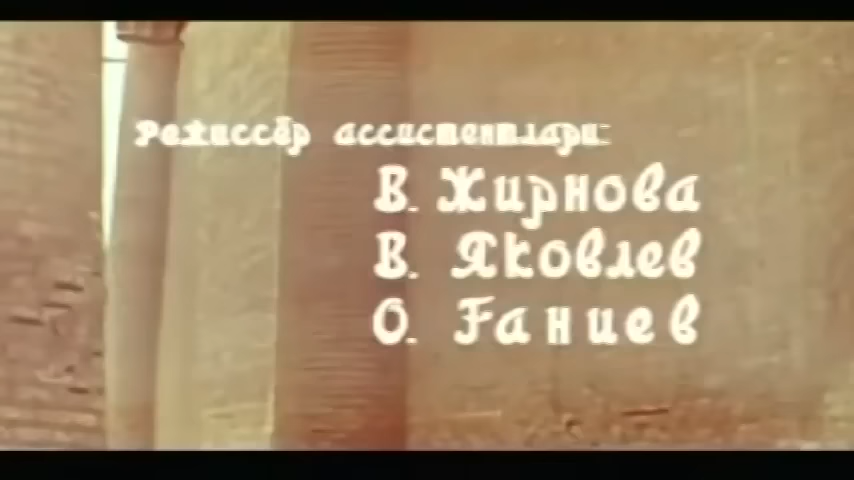 Режиссёр ассистентлари:
В. Жирнова
В. Яковлев
О. Ғаниев